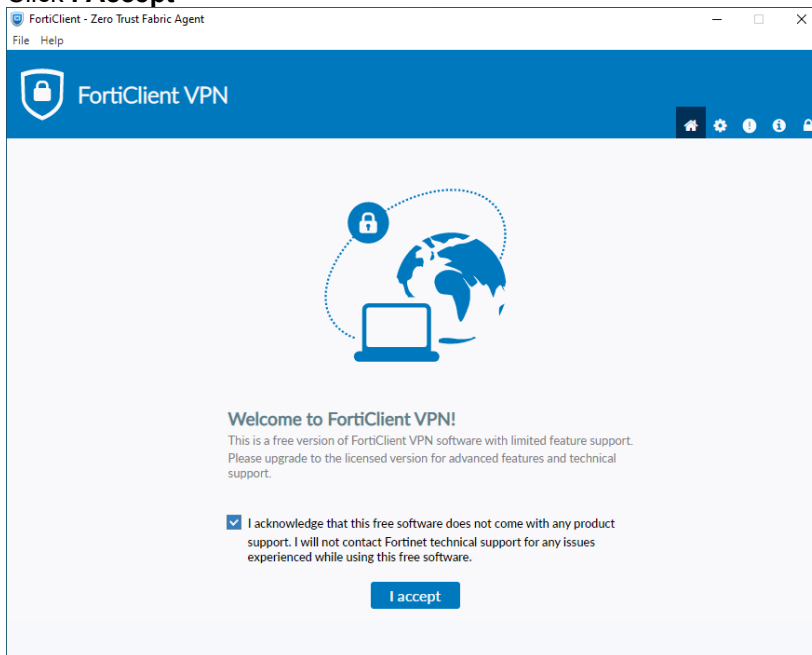 Click I Accept
FortiClient - Zero Trust Fabric Agent
File Help
FortiClient VPN
Welcome to FortiClient VPN!
This is a free version of FortiClient VPN software with limited feature support.
Please upgrade to the licensed version for advanced features and technical
support.
I acknowledge that this free software does not come with any product
support. I will not contact Fortinet technical support for any issues
experienced while using this free software.
I accept